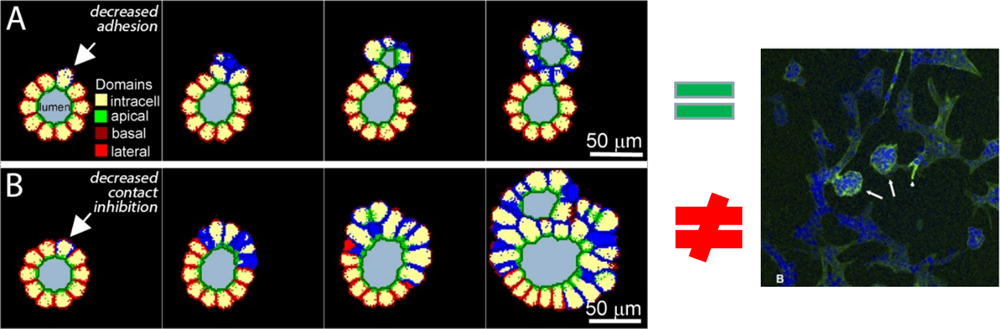 A
decreased
adhesion
lumen
Domains
intracell
apical
basal
lateral
50 μm
B
decreased
contact
inhibition
50 μm
B